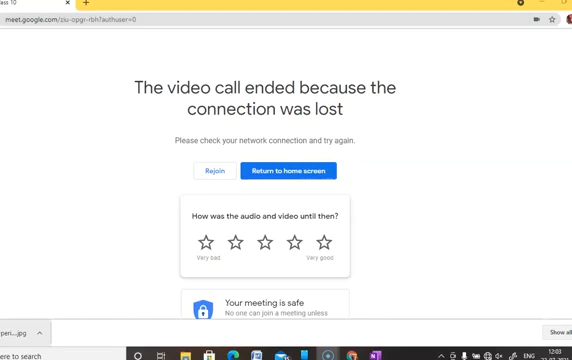 lass 10
meet.google.com/ziu-opgr-rbh?authuser=0
The video call ended because the
connection was lost
Please check your network connection and try again.
Rejoin
Return to home screen
How was the audio and video until then?
Very bad
Very good
Your meeting is safe
No one can join a meeting unless
peri....jpg
Show all
ere to search
ENG
12:03